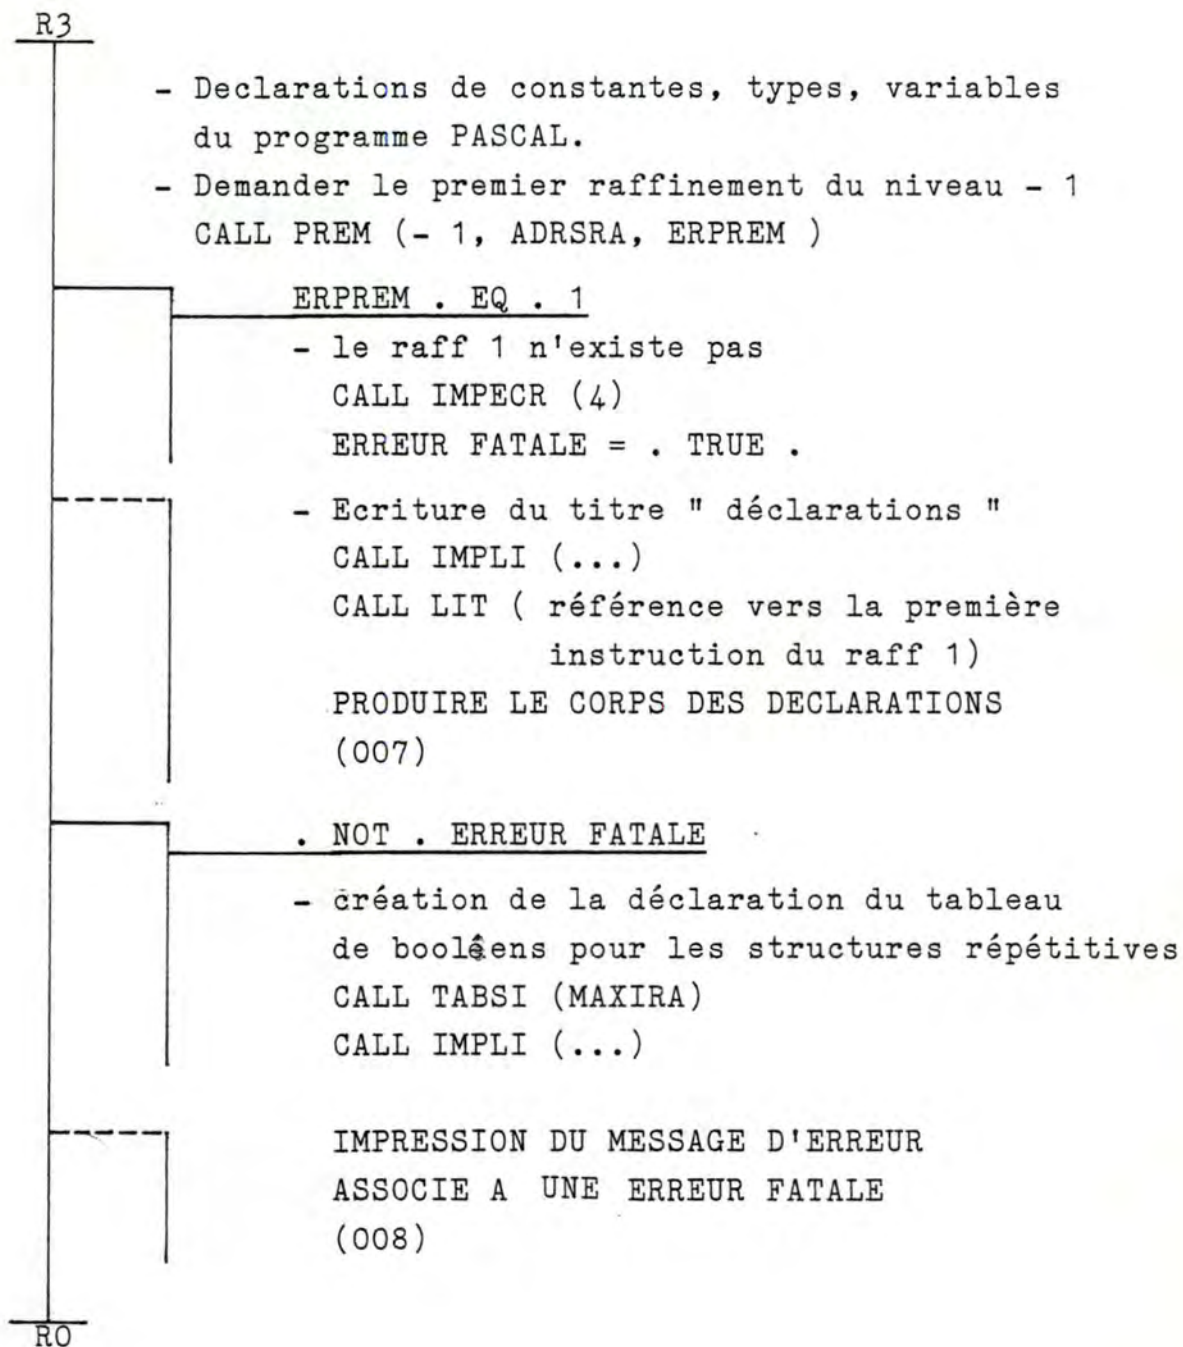 R3
- Declarations de constantes, types, variables
du programme PASCAL.
- Demander le premier raffinement du niveau - 1
CALL PREM (- 1, ADRSRA, ERPREM )
ERPREM . EQ . 1
- le raff 1 n'existe pas
CALL IMPECR (4)
ERREUR FATALE = . TRUE .
- Ecriture du titre " déclarations "
CALL IMPLI (...)
CALL LIT ( référence vers la première
instruction du raff 1)
PRODUIRE LE CORPS DES DECLARATIONS
(007)
. NOT . ERREUR FATALE
- création de la déclaration du tableau
de booléens pour les structures répétitives
CALL TABSI (MAXIRA)
CALL IMPLI (...)
IMPRESSION DU MESSAGE D'ERREUR
ASSOCIE A UNE ERREUR FATALE
(008)
RO